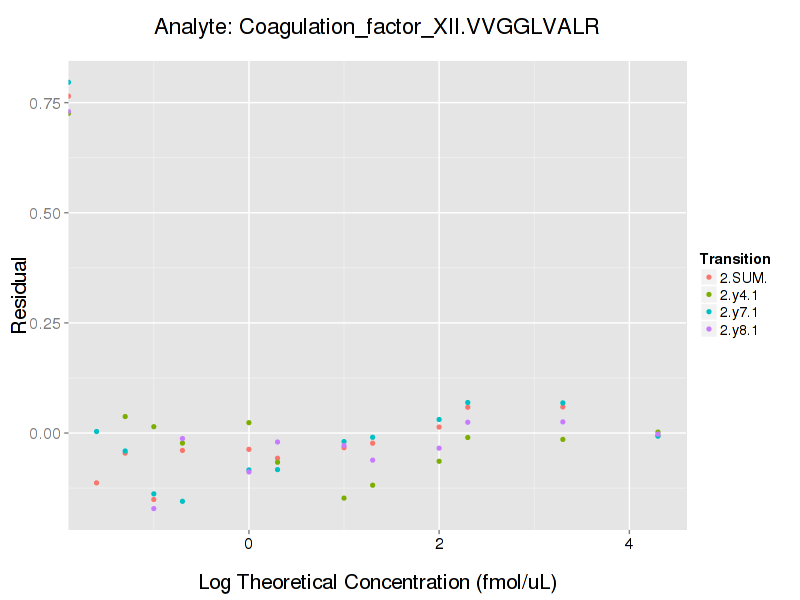 Analyte: Coagulation_factor_XII.VVGGLVALR
0.75
0.50
0.25
0.00
Residual
0 2 4
Log Theoretical Concentration (fmol/uL)
Transition
2.SUM.
2.y4.1
2.y7.1
2.y8.1